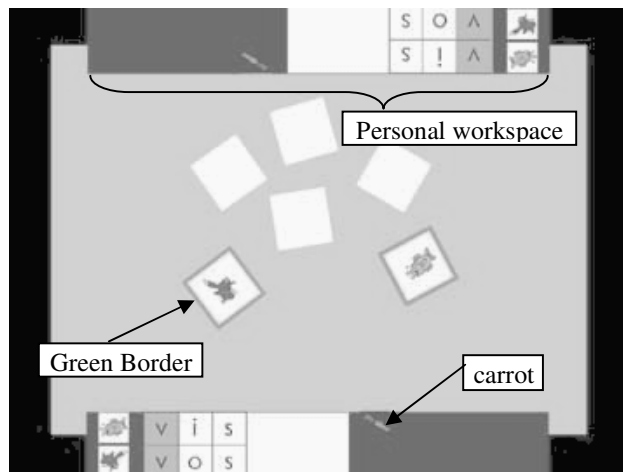 v o s
v i s
Personal workspace
Green Border
carrot
v i s
v o s